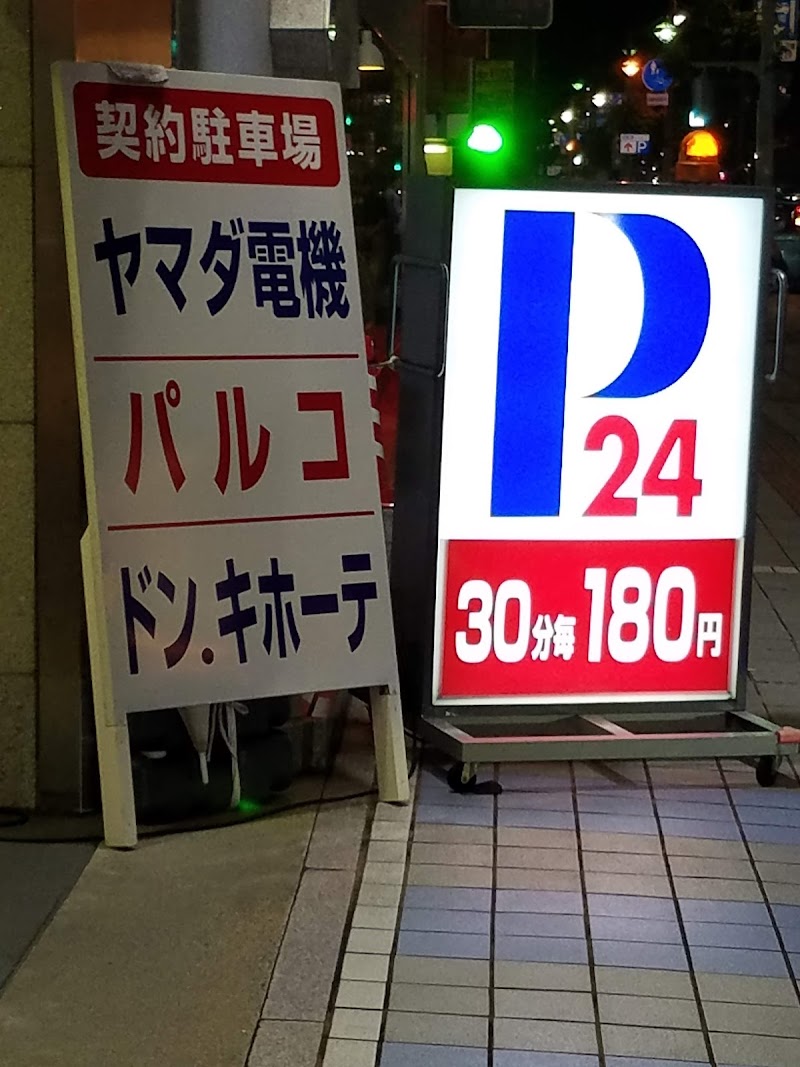 契約駐車場
ヤマダ電機
パルコ
ドン.キホーテ
P
24
30分毎180円
P